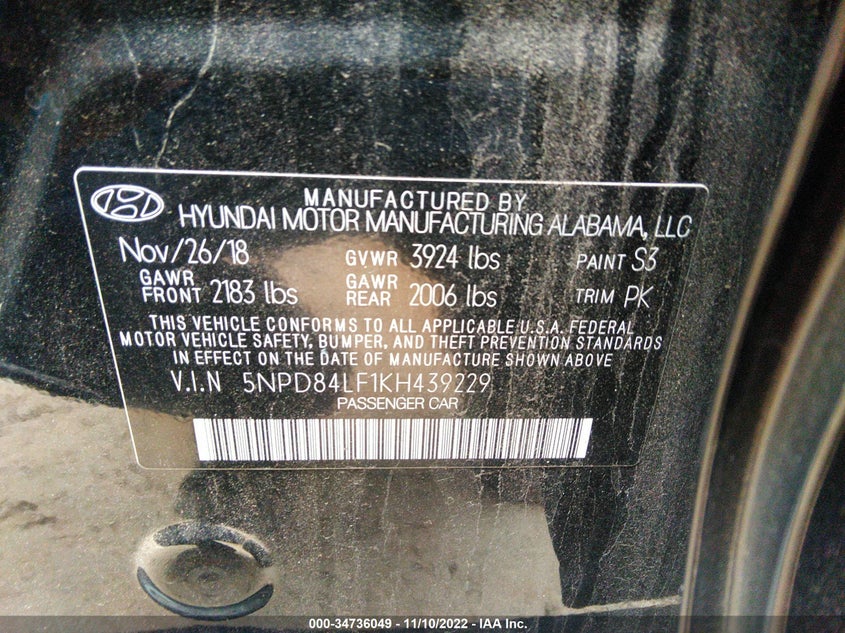 MANUFACTURED BY
HYUNDAI MOTOR MANUFACTURING ALABAMA, LLC
Nov/26/18 GVWR 3924 lbs PAINT S3
GAWR FRONT 2183 lbs GAWR REAR 2006 lbs TRIM PK
THIS VEHICLE CONFORMS TO ALL APPLICABLE U.S.A. FEDERAL
MOTOR VEHICLE SAFETY, BUMPER, AND THEFT PREVENTION STANDARDS
IN EFFECT ON THE DATE OF MANUFACTURE SHOWN ABOVE
V.I.N 5NPD84LF1KH439229
PASSENGER CAR
000-34736049 - 11/10/2022 - IAA Inc.